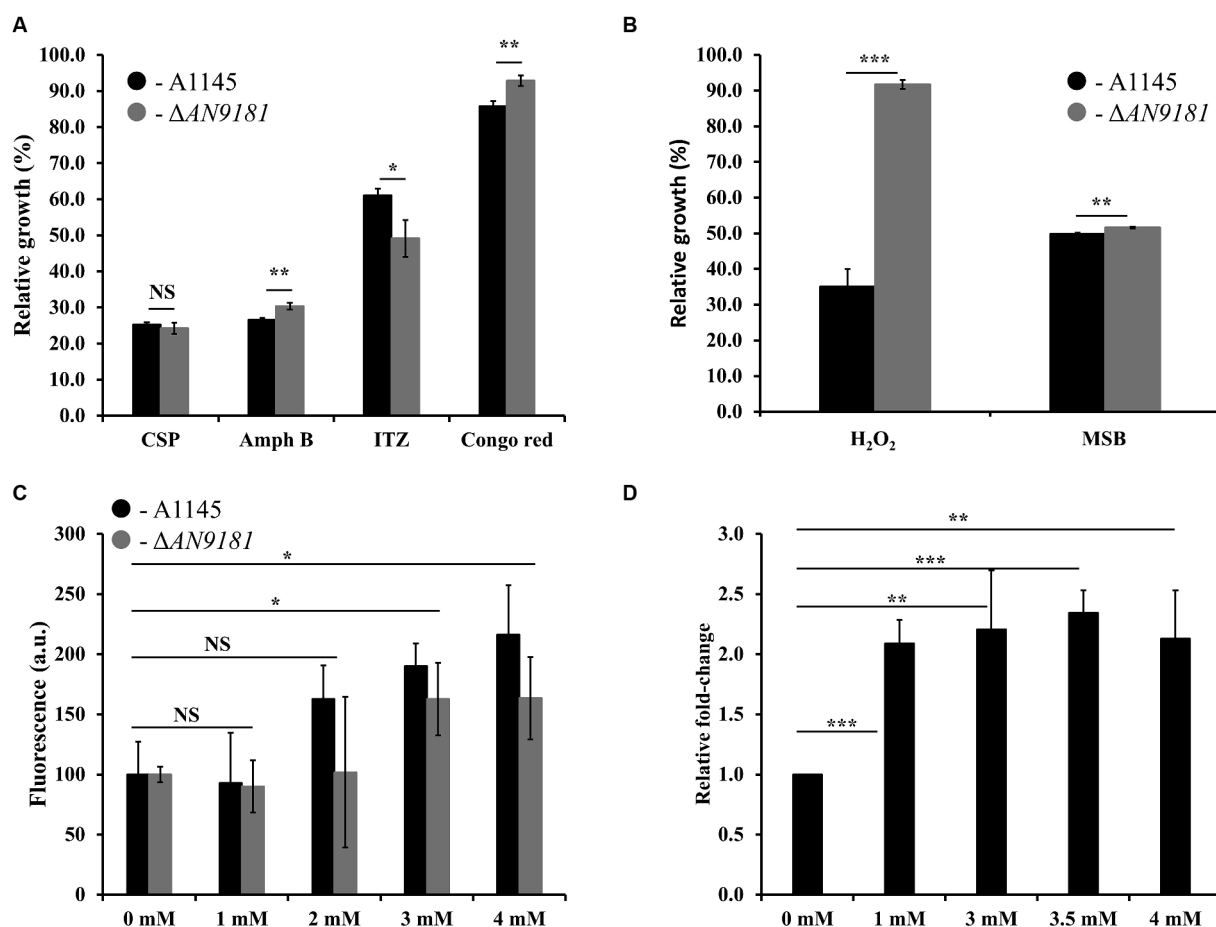 A
100.0
90.0
80.0
70.0
60.0
50.0
40.0
30.0
20.0
10.0
0.0
Relative growth (%)
- A1145
- ΔAN9181
NS
**
*
**
CSP Amph B ITZ Congo red
B
100.0
90.0
80.0
70.0
60.0
50.0
40.0
30.0
20.0
10.0
0.0
Relative growth (%)
- A1145
- ΔAN9181
***
**
H₂O₂ MSB
C
- A1145
- ΔAN9181
300
250
200
150
100
50
0
Fluorescence (a.u.)
*
*
NS
NS
0 mM 1 mM 2 mM 3 mM 4 mM
D
3.0
2.5
2.0
1.5
1.0
0.5
0.0
Relative fold-change
**
***
**
***
0 mM 1 mM 3 mM 3.5 mM 4 mM